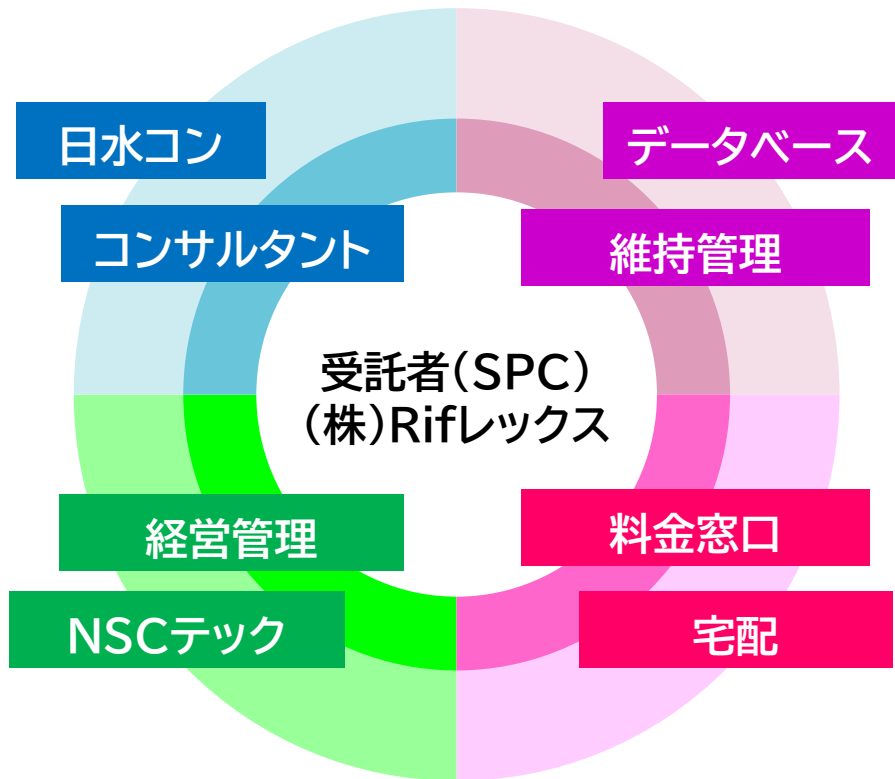 日水コン
データベース
コンサルタント
維持管理
受託者(SPC)
(株)Rifレックス
経営管理
料金窓口
NSCテック
宅配